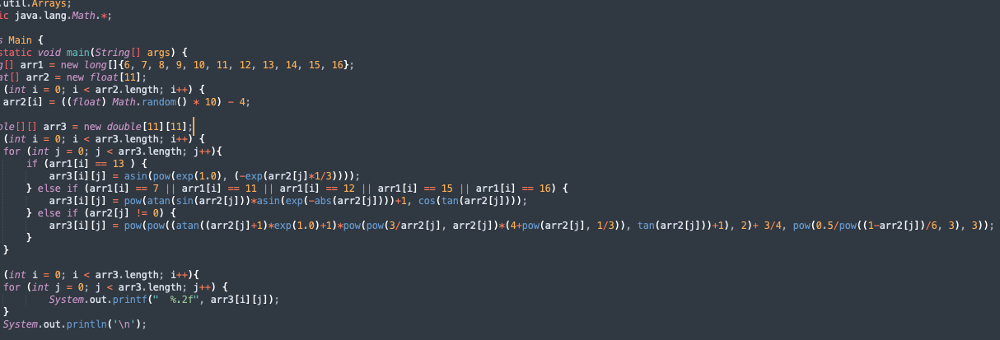 .util.Arrays;
ic java.lang.Math.*;
s Main {
static void main(String[] args) {
g[] arr1 = new long[]{6, 7, 8, 9, 10, 11, 12, 13, 14, 15, 16};
at[] arr2 = new float[11];
(int i = 0; i < arr2.length; i++) {
arr2[i] = ((float) Math.random() * 10) - 4;
ole[][] arr3 = new double[11][11];
(int i = 0; i < arr3.length; i++) {
for (int j = 0; j < arr3.length; j++){
if (arr1[i] == 13 ) {
arr3[i][j] = asin(pow(exp(1.0), (-exp(arr2[j]*1/3))));
} else if (arr1[i] == 7 || arr1[i] == 11 || arr1[i] == 12 || arr1[i] == 15 || arr1[i] == 16) {
arr3[i][j] = pow(atan(sin(arr2[j]))*asin(exp(-abs(arr2[j])))+1, cos(tan(arr2[j])));
} else if (arr2[j] != 0) {
arr3[i][j] = pow(pow((atan((arr2[j]+1)*exp(1.0)+1)*pow(pow(3/arr2[j], arr2[j])*(4+pow(arr2[j], 1/3)), tan(arr2[j]))+1), 2)+ 3/4, pow(0.5/pow((1-arr2[j])/6, 3), 3));
}
}
(int i = 0; i < arr3.length; i++){
for (int j = 0; j < arr3.length; j++) {
System.out.printf("  %.2f", arr3[i][j]);
}
System.out.println('\n');